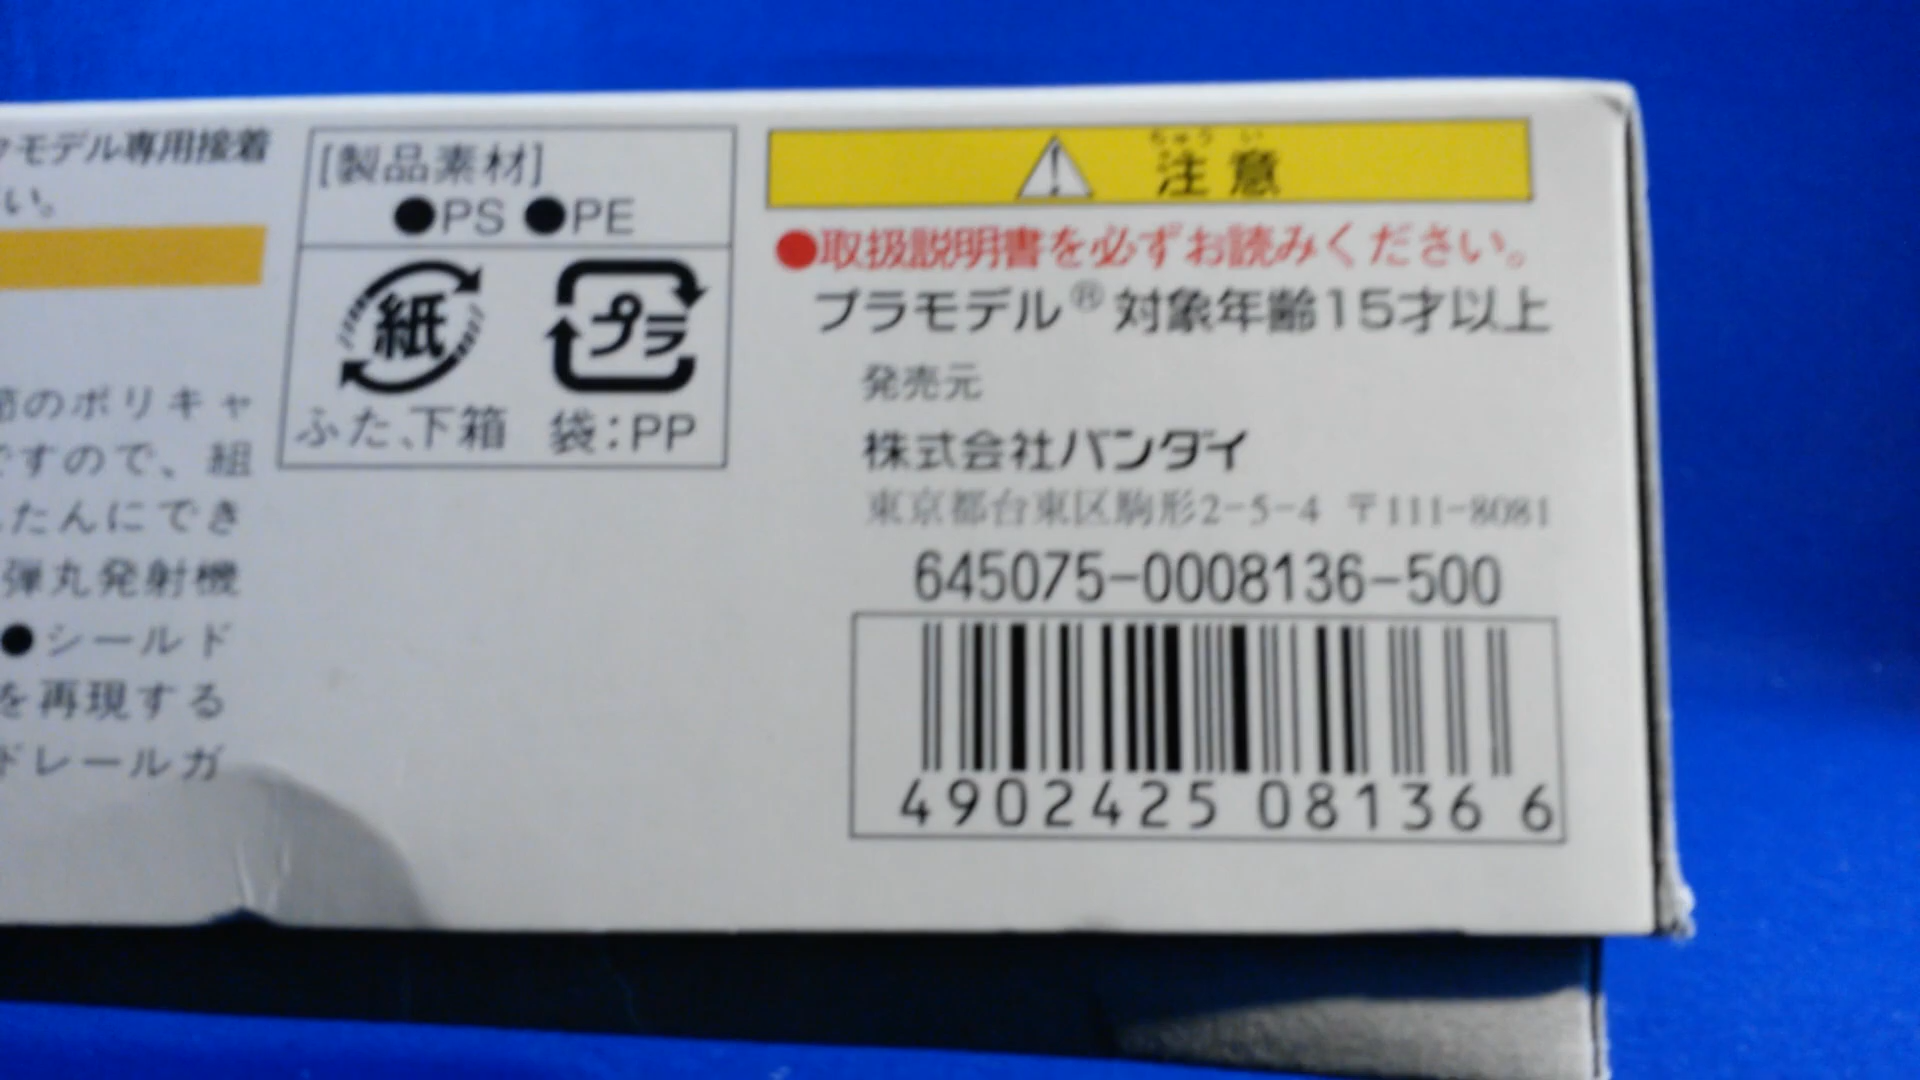 モデル専用接着
い。
のポリキャ
ですので、組
たんにでき
弾丸発射機
●シールド
を再現する
ドレールガ
[製品素材]
●PS ●PE
紙
プラ
ふた、下箱
袋:PP
ちゅう い
注意
●取扱説明書を必ずお読みください。
プラモデル® 対象年齢15才以上
発売元
株式会社バンダイ
東京都台東区駒形2-5-4 〒111-8081
645075-0008136-500
4902425 08136 6